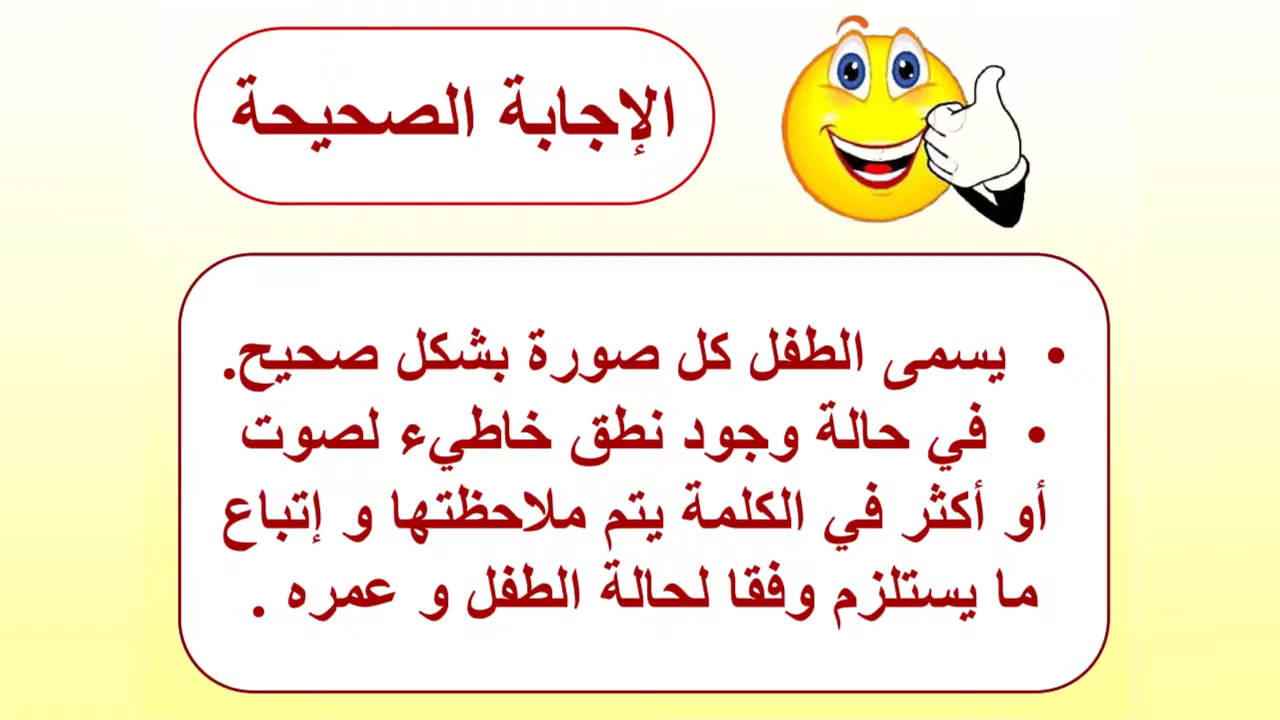 الإجابة الصحيحة
• يسمى الطفل كل صورة بشكل صحيح.
• في حالة وجود نطق خاطيء لصوت
أو أكثر في الكلمة يتم ملاحظتها و إتباع
ما يستلزم وفقا لحالة الطفل و عمره .